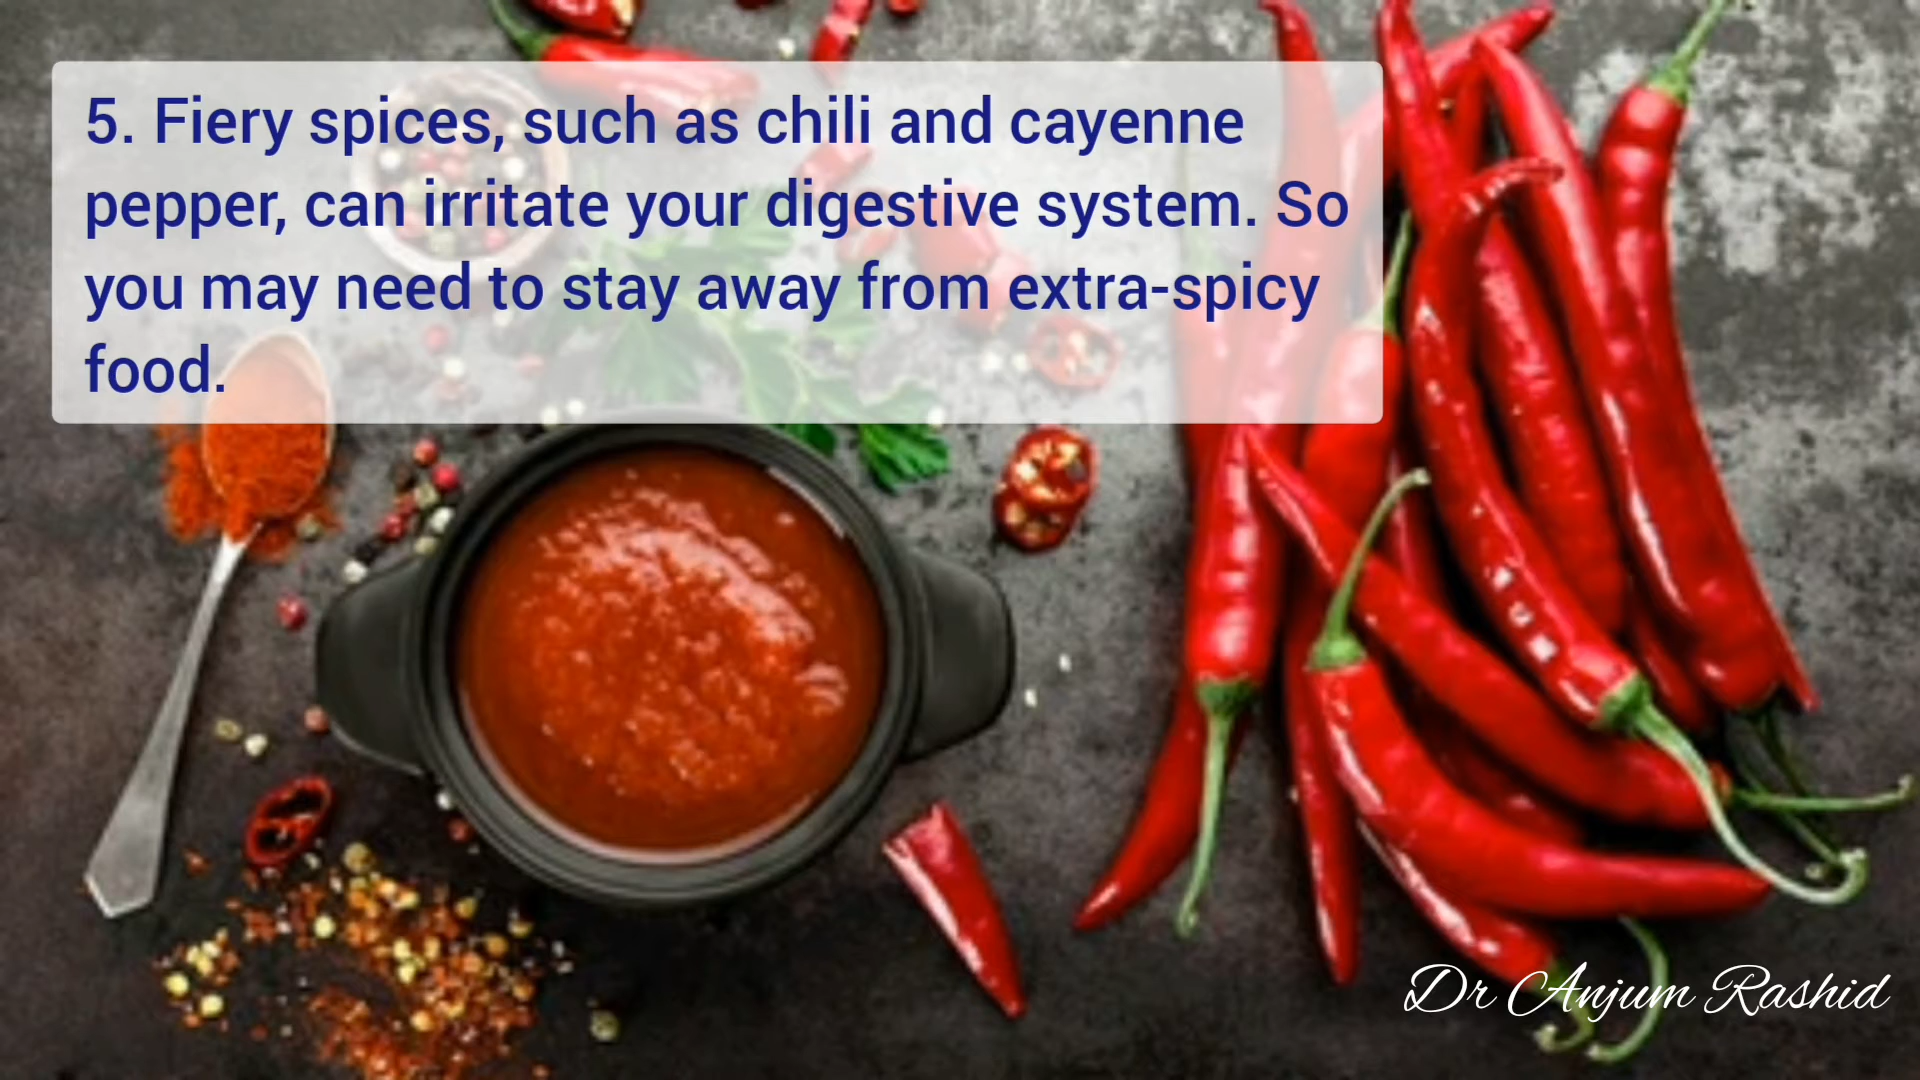 5. Fiery spices, such as chili and cayenne
pepper, can irritate your digestive system. So
you may need to stay away from extra-spicy
food.
Dr Anjum Rashid